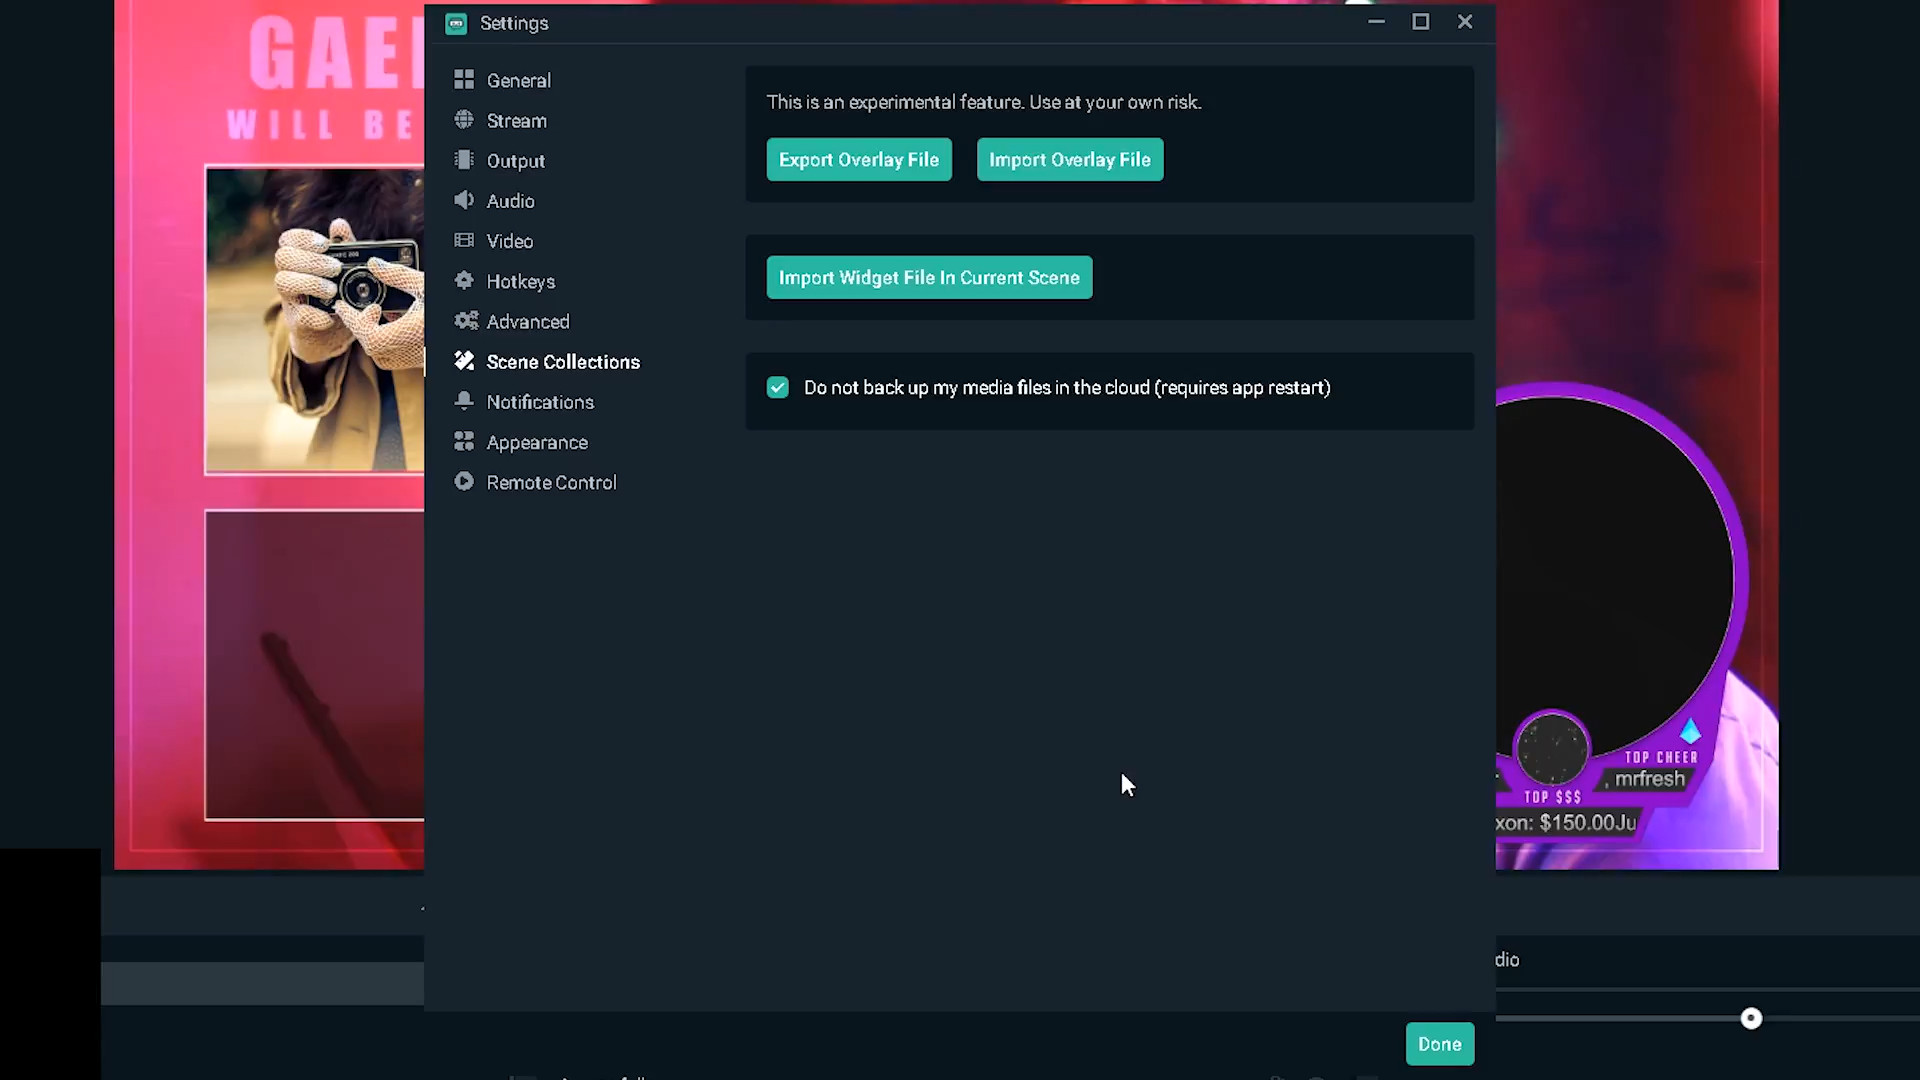 GAE
WILL BE
Settings
General
Stream
Output
Audio
Video
Hotkeys
Advanced
Scene Collections
Notifications
Appearance
Remote Control
This is an experimental feature. Use at your own risk.
Export Overlay File
Import Overlay File
Import Widget File In Current Scene
Do not back up my media files in the cloud (requires app restart)
TOP CHEER
, mrfresh
TOP $$$
xon: $150.00Ju
dio
Done